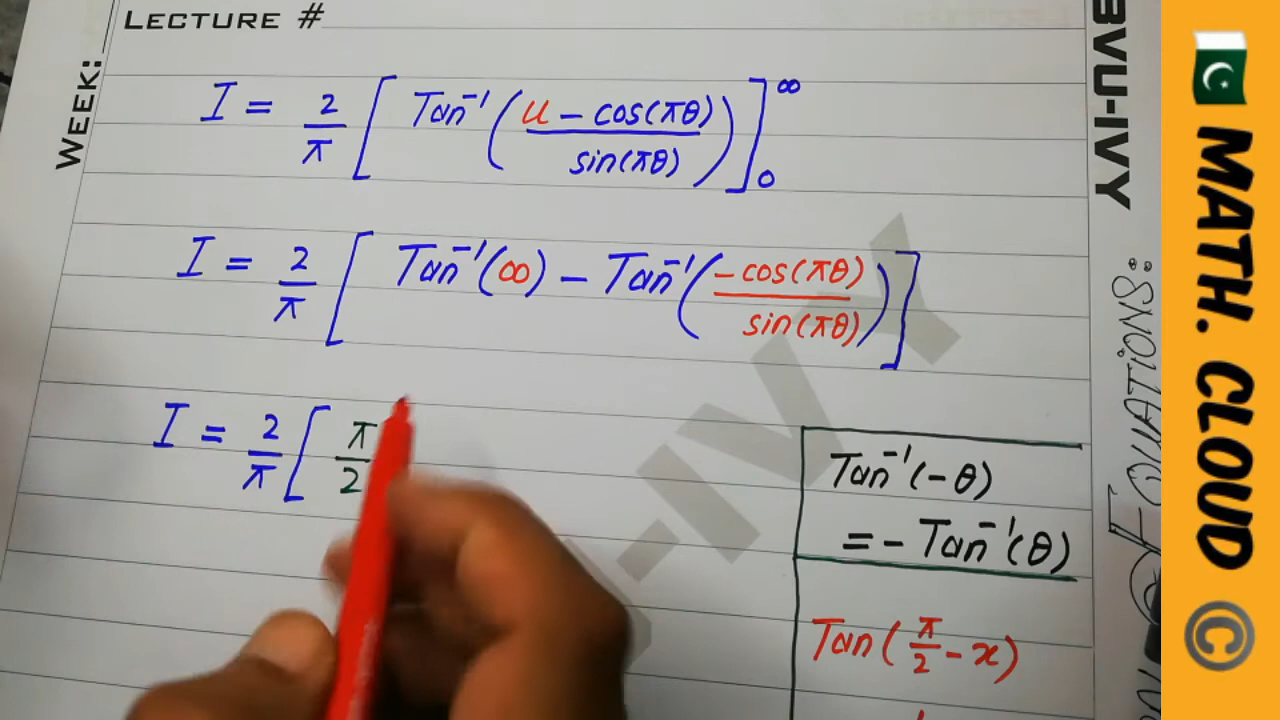 LECTURE #
WEEK:
I = 2/π [ Tan⁻¹( (u - cos(πθ)) / sin(πθ) ) ]₀^∞
I = 2/π [ Tan⁻¹(∞) - Tan⁻¹( -cos(πθ) / sin(πθ) ) ]
I = 2/π [ π/2
Tan⁻¹(-θ)
= - Tan⁻¹(θ)
Tan( π/2 - x)
BVU-IVY
-IVY
MATH. CLOUD ©